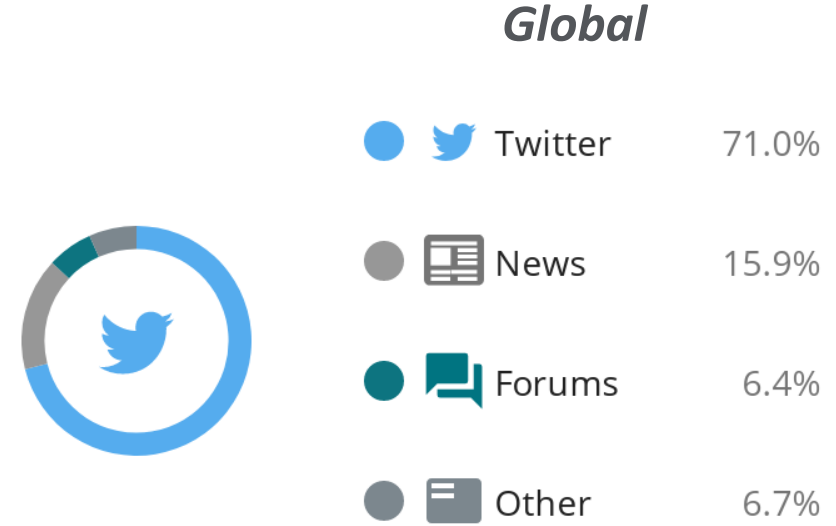 Global
Twitter 71.0%
News 15.9%
Forums 6.4%
Other 6.7%